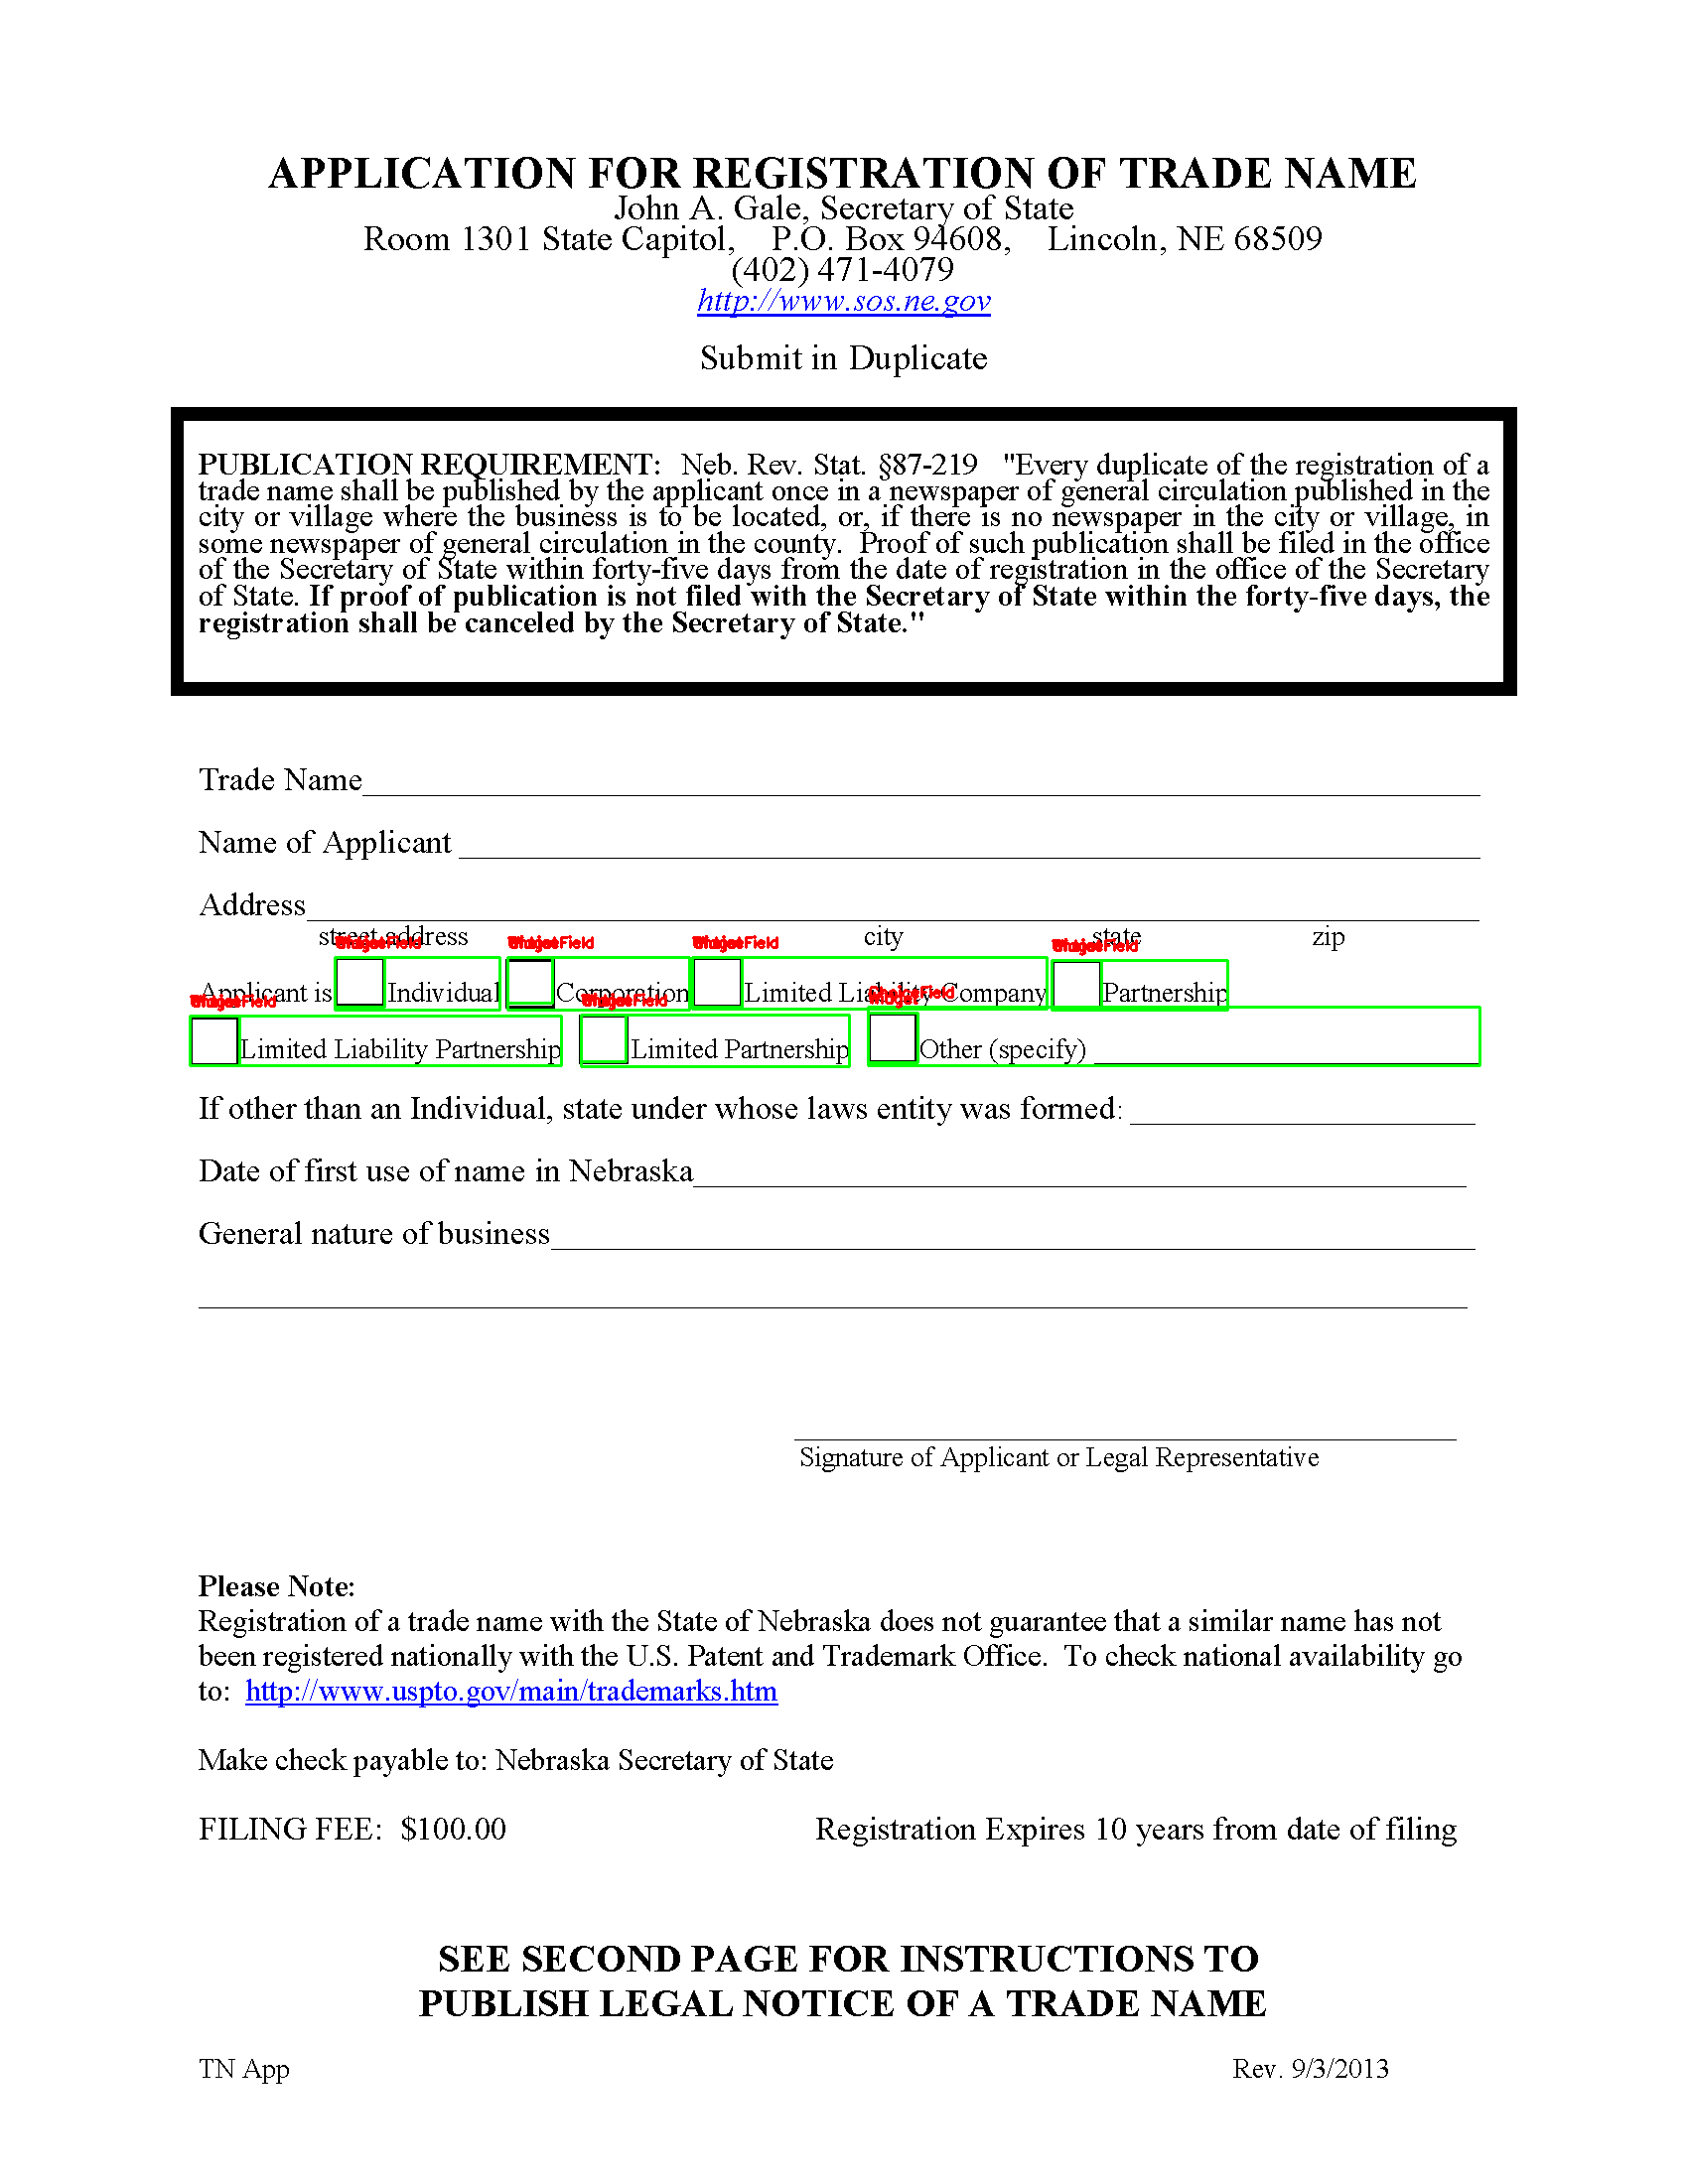 APPLICATION FOR REGISTRATION OF TRADE NAME
John A. Gale, Secretary of State
Room 1301 State Capitol, P.O. Box 94608, Lincoln, NE 68509
(402) 471-4079
http://www.sos.ne.gov
Submit in Duplicate
PUBLICATION REQUIREMENT: Neb. Rev. Stat. §87-219 "Every duplicate of the registration of a
trade name shall be published by the applicant once in a newspaper of general circulation published in the
city or village where the business is to be located, or, if there is no newspaper in the city or village, in
some newspaper of general circulation in the county. Proof of such publication shall be filed in the office
of the Secretary of State within forty-five days from the date of registration in the office of the Secretary
of State. If proof of publication is not filed with the Secretary of State within the forty-five days, the
registration shall be canceled by the Secretary of State."
Trade Name
Name of Applicant
Address
street address city state zip
Applicant is Individual Corporation Limited Liability Company Partnership
Limited Liability Partnership Limited Partnership Other (specify)
If other than an Individual, state under whose laws entity was formed:
Date of first use of name in Nebraska
General nature of business
Signature of Applicant or Legal Representative
Please Note:
Registration of a trade name with the State of Nebraska does not guarantee that a similar name has not
been registered nationally with the U.S. Patent and Trademark Office. To check national availability go
to: http://www.uspto.gov/main/trademarks.htm
Make check payable to: Nebraska Secretary of State
FILING FEE: $100.00 Registration Expires 10 years from date of filing
SEE SECOND PAGE FOR INSTRUCTIONS TO
PUBLISH LEGAL NOTICE OF A TRADE NAME
TN App Rev. 9/3/2013